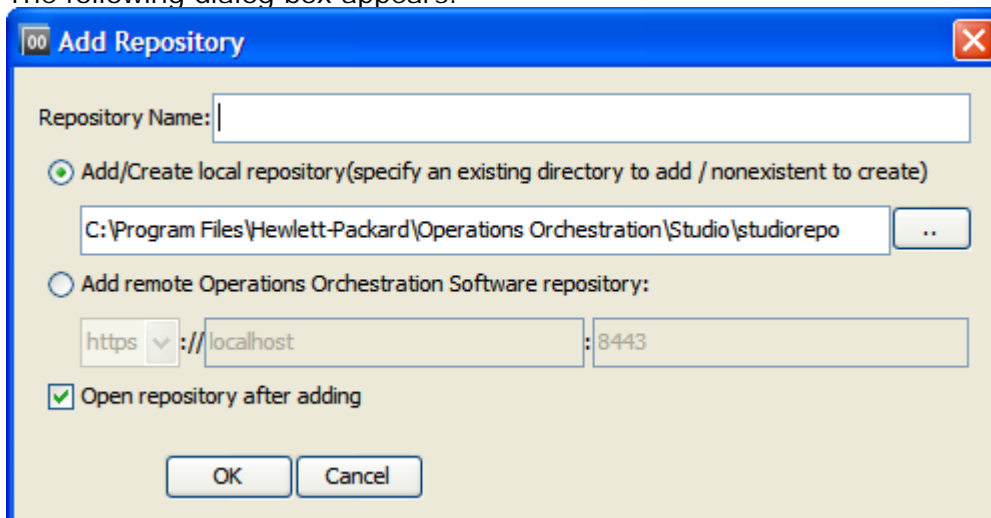 The following dialog box appears:
00 Add Repository
Repository Name:
Add/Create local repository(specify an existing directory to add / nonexistent to create)
C:\Program Files\Hewlett-Packard\Operations Orchestration\Studio\studiorepo
..
Add remote Operations Orchestration Software repository:
https :// localhost : 8443
Open repository after adding
OK Cancel